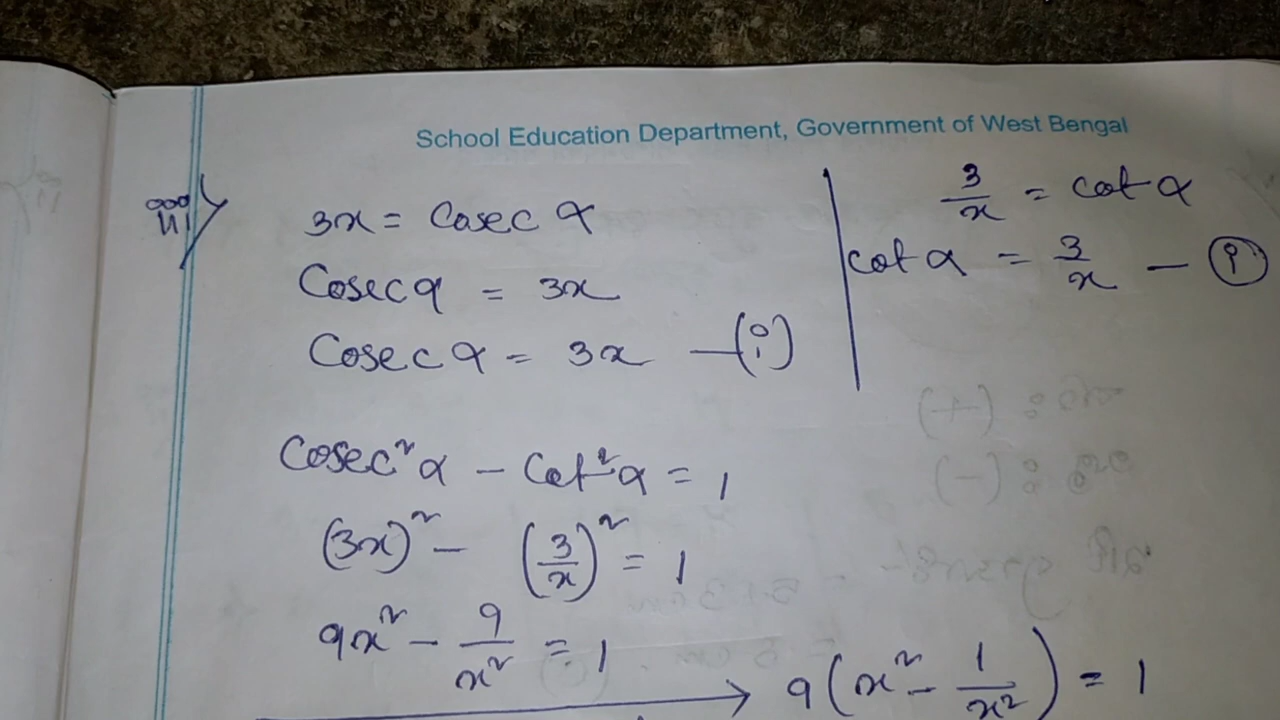 School Education Department, Government of West Bengal
iii>
3x = Cosec α
Cosec α = 3x
Cosec α = 3x —(i)
3/x = cot α
cot α = 3/x — (i)
Cosec²α - Cot²α = 1
(3x)² - (3/x)² = 1
9x² - 9/x² = 1
→ 9(x² - 1/x²) = 1